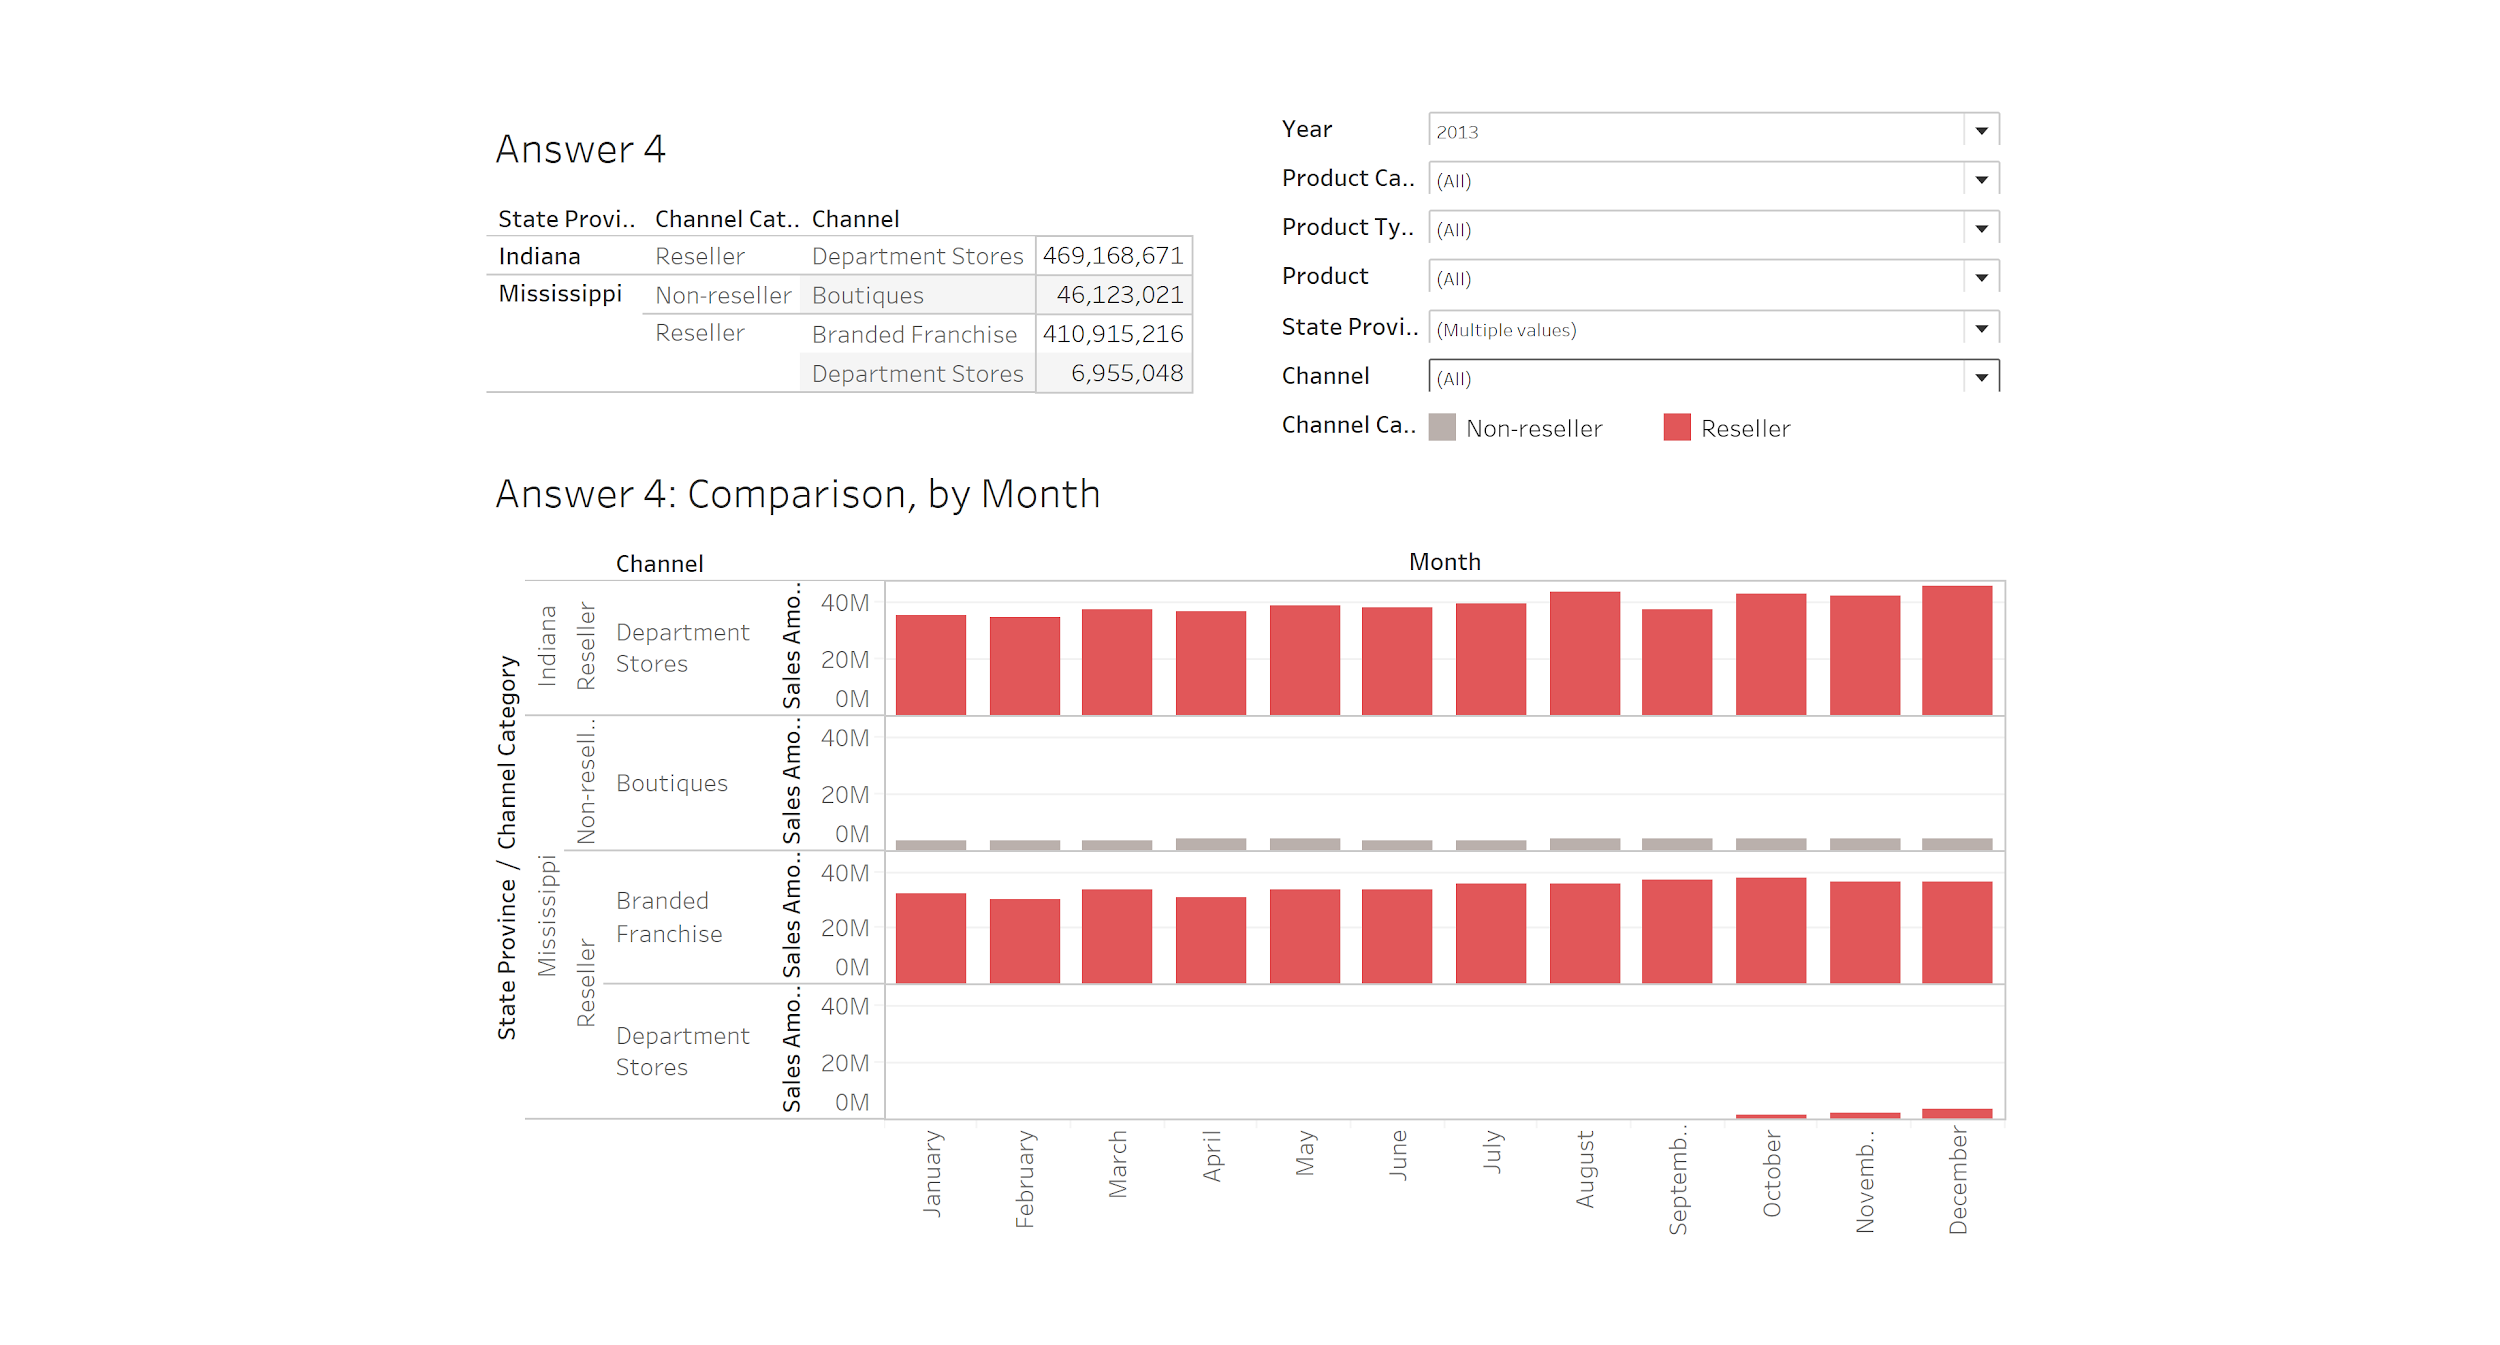 Answer 4
State Provi.. Channel Cat.. Channel
Indiana Reseller Department Stores 469,168,671
Mississippi Non-reseller Boutiques 46,123,021
Reseller Branded Franchise 410,915,216
Department Stores 6,955,048
Year 2013
Product Ca.. (All)
Product Ty.. (All)
Product (All)
State Provi.. (Multiple values)
Channel (All)
Channel Ca.. Non-reseller Reseller
Answer 4: Comparison, by Month
Channel Month
State Province / Channel Category
Indiana
Reseller
Department
Stores
Sales Amo..
40M
20M
0M
Mississippi
Non-resell..
Boutiques
Sales Amo..
40M
20M
0M
Reseller
Branded
Franchise
Sales Amo..
40M
20M
0M
Department
Stores
Sales Amo..
40M
20M
0M
January
February
March
April
May
June
July
August
Septemb..
October
Novemb..
December